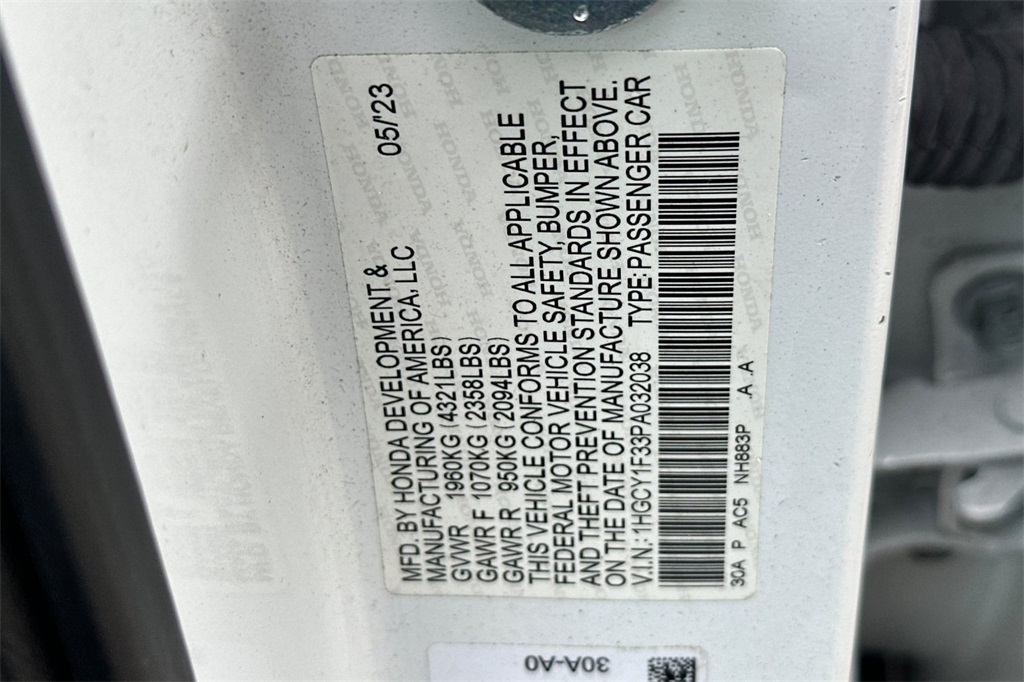 MFD. BY HONDA DEVELOPMENT &
MANUFACTURING OF AMERICA, LLC 05/'23
GVWR 1960KG (4321LBS)
GAWR F 1070KG (2358LBS)
GAWR R 950KG (2094LBS)
THIS VEHICLE CONFORMS TO ALL APPLICABLE
FEDERAL MOTOR VEHICLE SAFETY, BUMPER,
AND THEFT PREVENTION STANDARDS IN EFFECT
ON THE DATE OF MANUFACTURE SHOWN ABOVE.
V.I.N.: 1HGCY1F33PA032038 TYPE: PASSENGER CAR
30A P AC5 NH883P A .A
30A-A0